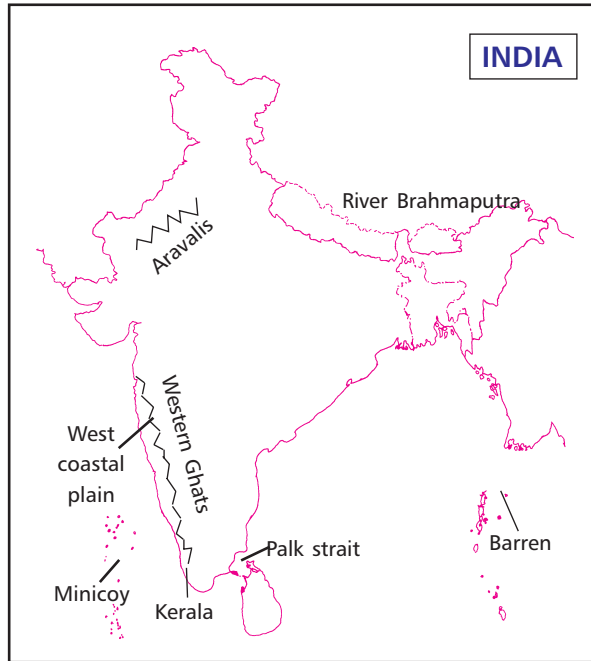 INDIA
River Brahmaputra
Aravalis
Western Ghats
West
coastal
plain
Palk strait
Barren
Minicoy
Kerala